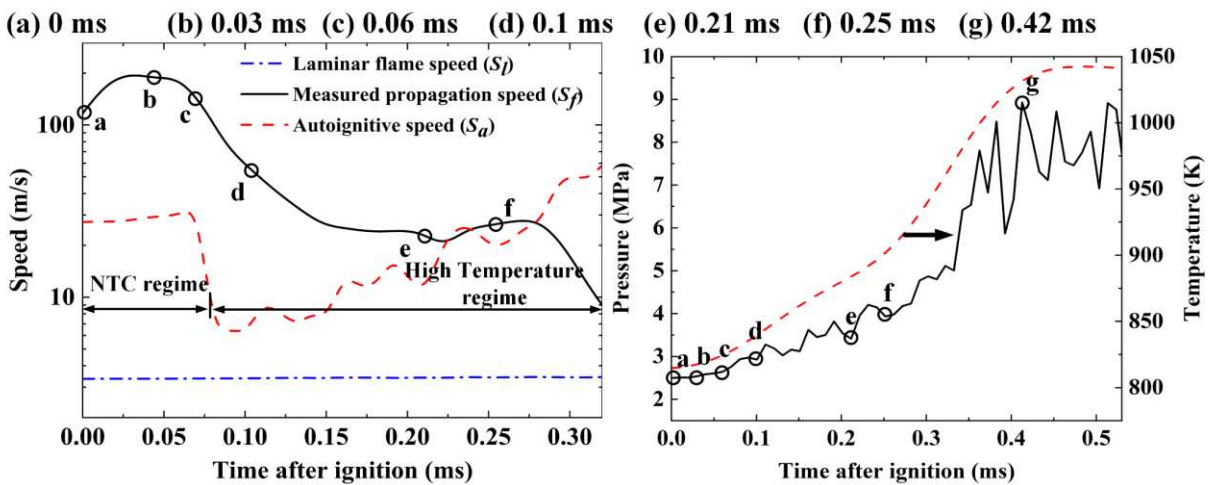 (a) 0 ms (b) 0.03 ms (c) 0.06 ms (d) 0.1 ms (e) 0.21 ms (f) 0.25 ms (g) 0.42 ms
Laminar flame speed (Sl)
Measured propagation speed (Sf)
Autoignitive speed (Sa)
a
b
c
d
e
f
NTC regime
High Temperature
regime
100
10
Speed (m/s)
0.00 0.05 0.10 0.15 0.20 0.25 0.30
Time after ignition (ms)
10
9
8
7
6
5
4
3
2
Pressure (MPa)
a b c d e f g
1050
1000
950
900
850
800
Temperature (K)
0.0 0.1 0.2 0.3 0.4 0.5
Time after ignition (ms)